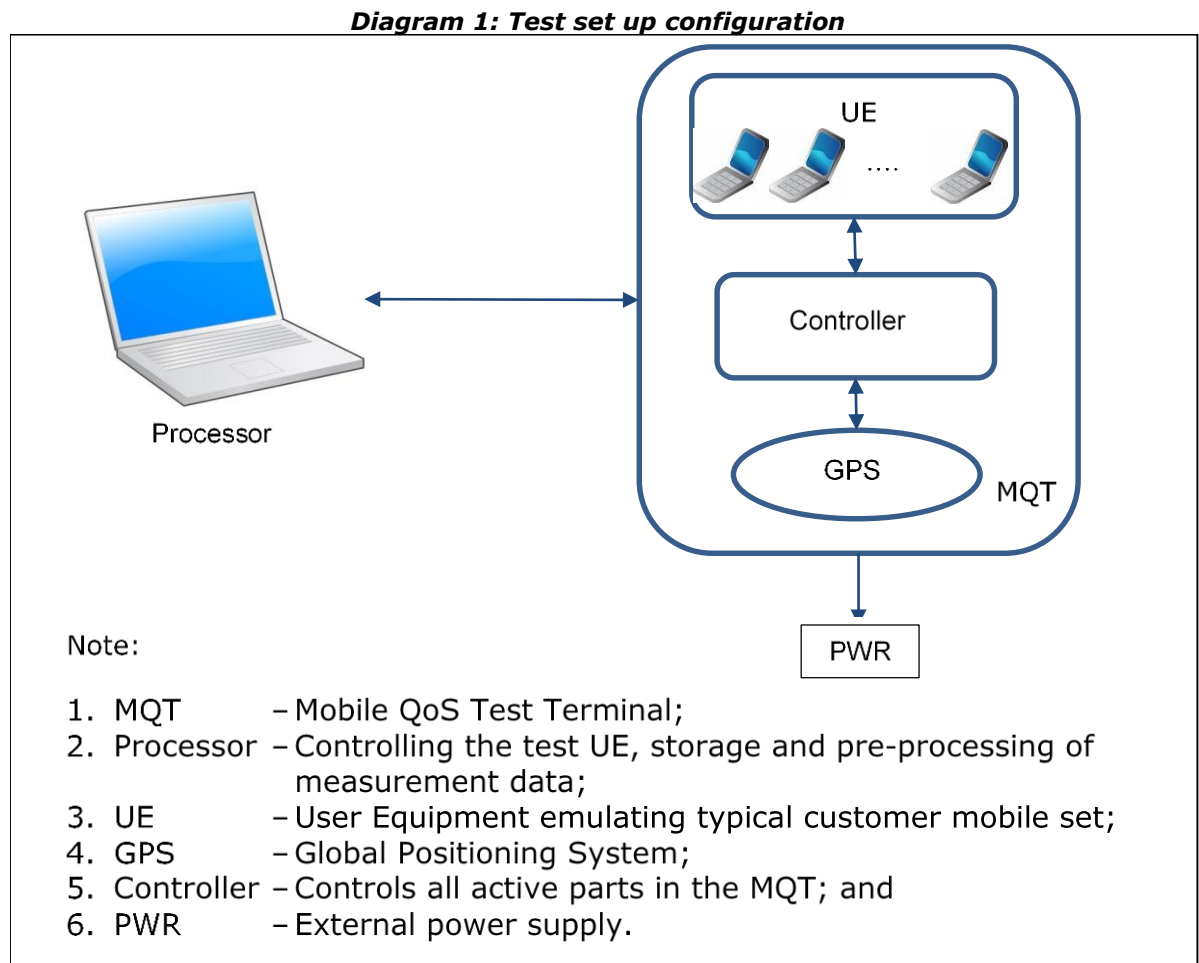 Diagram 1: Test set up configuration
UE
....
Controller
Processor
GPS
MQT
PWR
Note:
1. MQT – Mobile QoS Test Terminal;
2. Processor – Controlling the test UE, storage and pre-processing of
measurement data;
3. UE – User Equipment emulating typical customer mobile set;
4. GPS – Global Positioning System;
5. Controller – Controls all active parts in the MQT; and
6. PWR – External power supply.